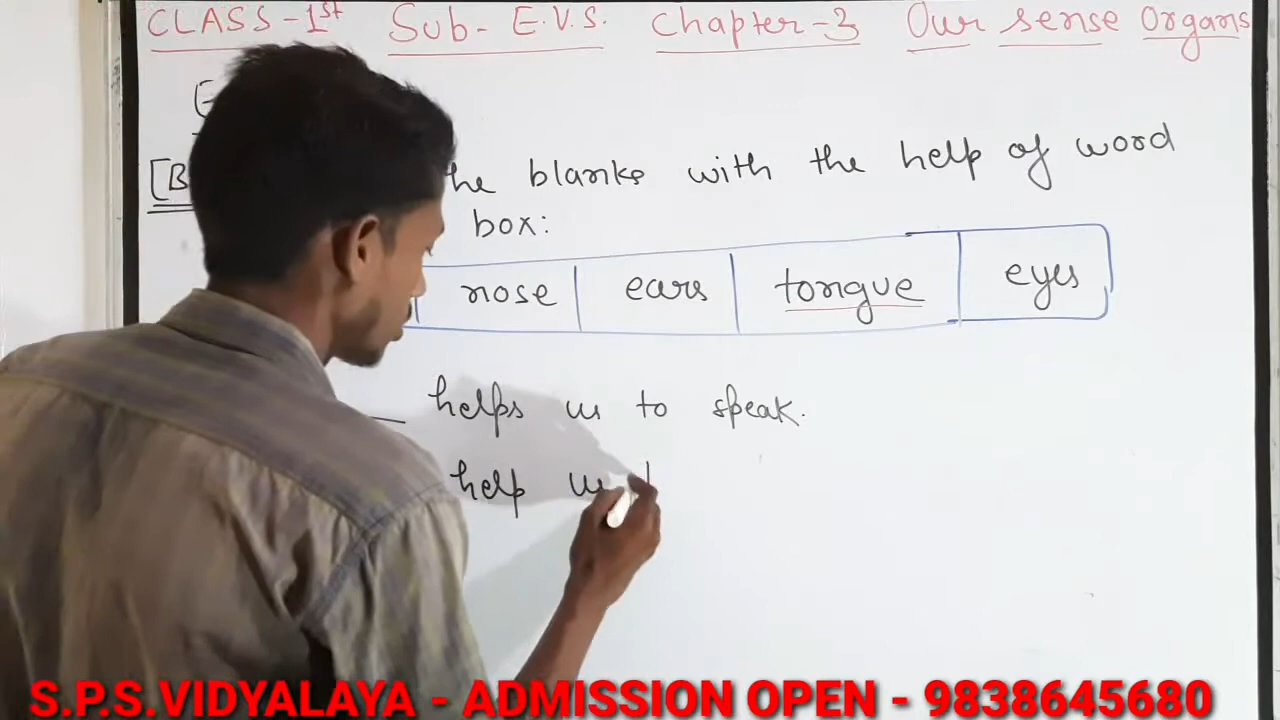 CLASS-1st Sub- E.V.S. Chapter-3 Our sense Organs
[B he blanks with the help of word
box:
nose ears tongue eyes
helps us to speak.
help us t
S.P.S.VIDYALAYA - ADMISSION OPEN - 9838645680